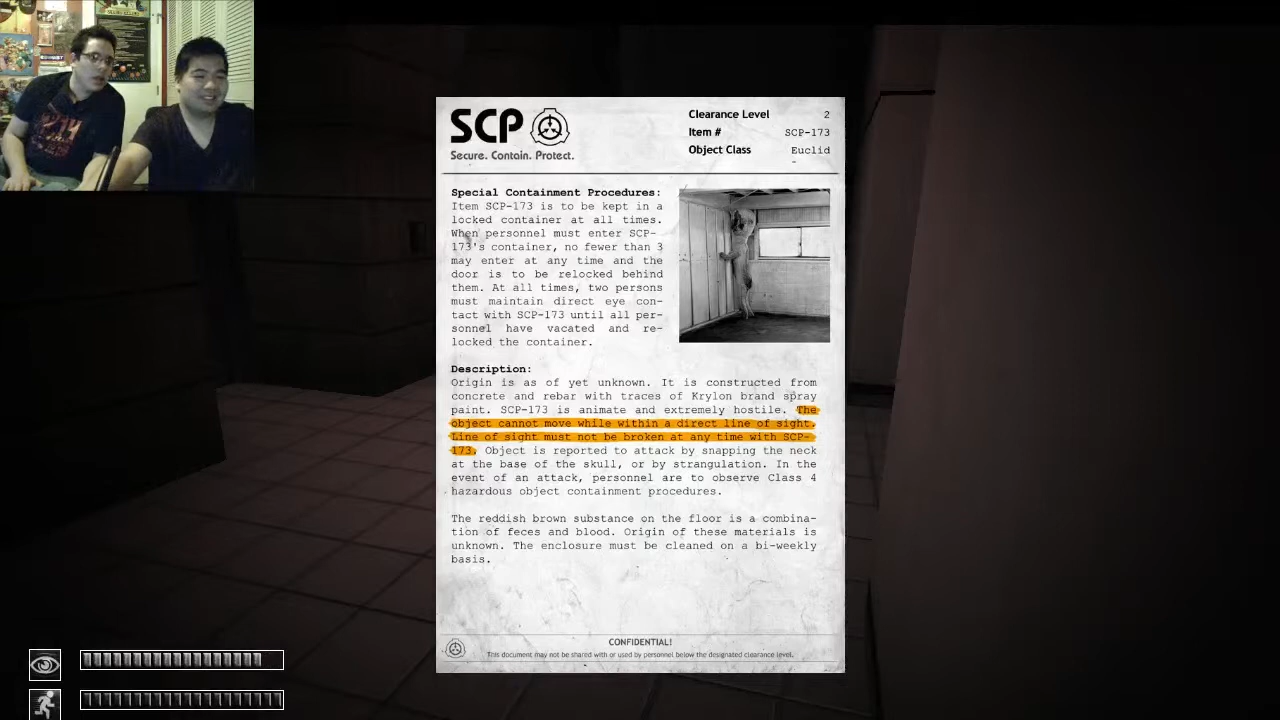 SCP
Secure. Contain. Protect.
Clearance Level 2
Item # SCP-173
Object Class Euclid
Special Containment Procedures:
Item SCP-173 is to be kept in a
locked container at all times.
When personnel must enter SCP-
173's container, no fewer than 3
may enter at any time and the
door is to be relocked behind
them. At all times, two persons
must maintain direct eye con-
tact with SCP-173 until all per-
sonnel have vacated and re-
locked the container.
Description:
Origin is as of yet unknown. It is constructed from
concrete and rebar with traces of Krylon brand spray
paint. SCP-173 is animate and extremely hostile. The
object cannot move while within a direct line of sight.
Line of sight must not be broken at any time with SCP-
173. Object is reported to attack by snapping the neck
at the base of the skull, or by strangulation. In the
event of an attack, personnel are to observe Class 4
hazardous object containment procedures.
The reddish brown substance on the floor is a combina-
tion of feces and blood. Origin of these materials is
unknown. The enclosure must be cleaned on a bi-weekly
basis.
CONFIDENTIAL!
This document may not be shared with or used by personnel below the designated clearance level.